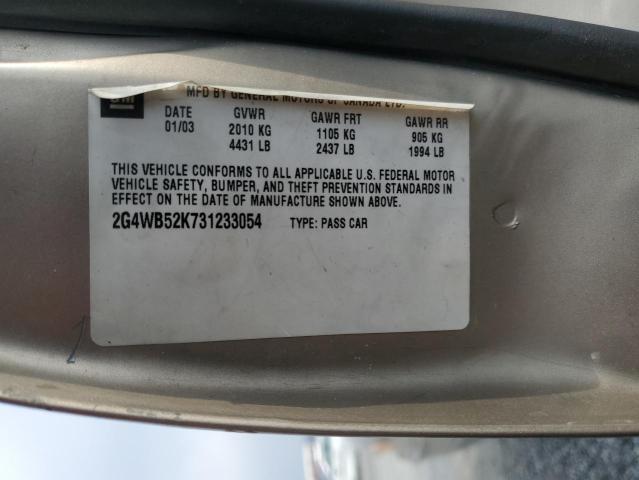 GM MFD BY GENERAL MOTORS OF CANADA LTD.
DATE GVWR GAWR FRT GAWR RR
01/03 2010 KG 1105 KG 905 KG
4431 LB 2437 LB 1994 LB
THIS VEHICLE CONFORMS TO ALL APPLICABLE U.S. FEDERAL MOTOR
VEHICLE SAFETY, BUMPER, AND THEFT PREVENTION STANDARDS IN
EFFECT ON THE DATE OF MANUFACTURE SHOWN ABOVE.
2G4WB52K731233054 TYPE: PASS CAR